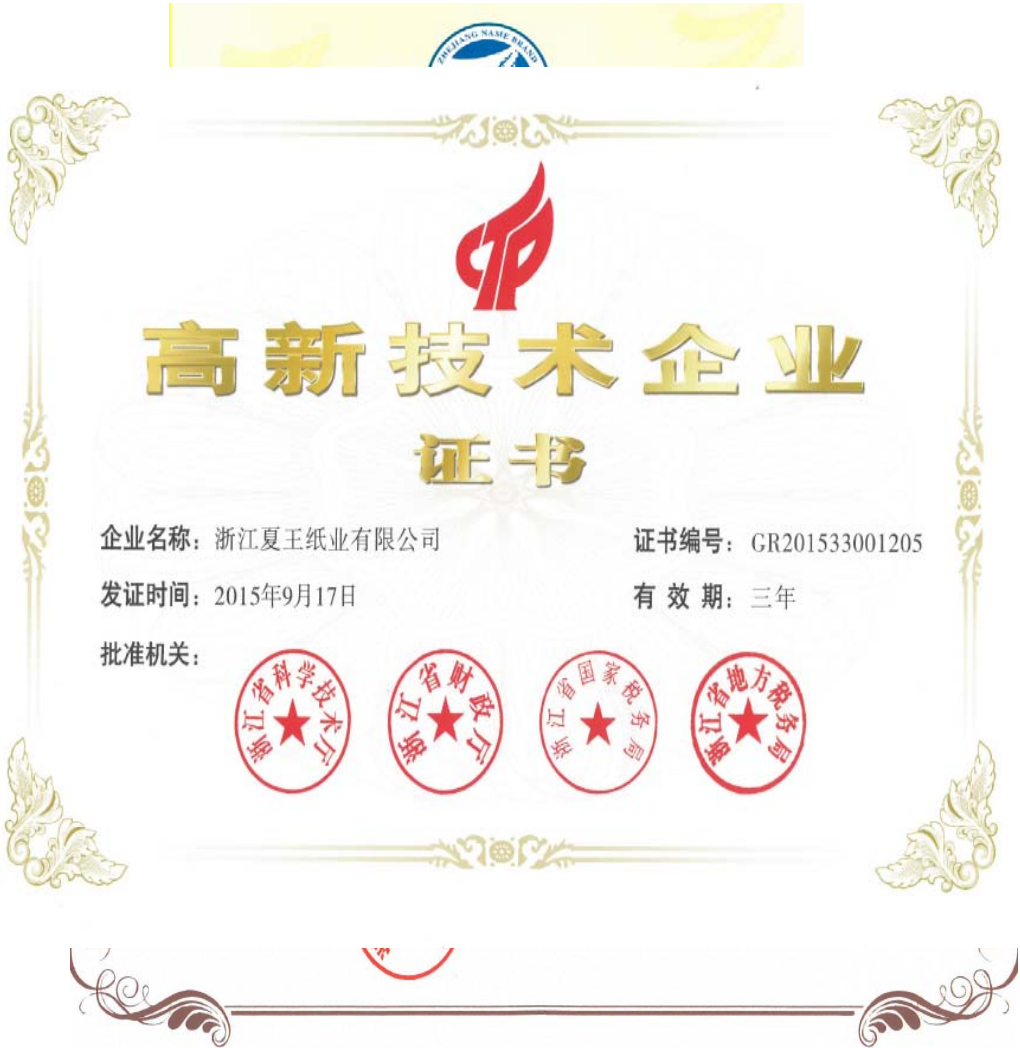 ZHEJIANG NAME BRAND
高新技术企业
证书
企业名称：浙江夏王纸业有限公司
证书编号：GR201533001205
发证时间：2015年9月17日
有效期：三年
批准机关：
浙江省科学技术厅
浙江省财政厅
浙江省国家税务局
浙江省地方税务局